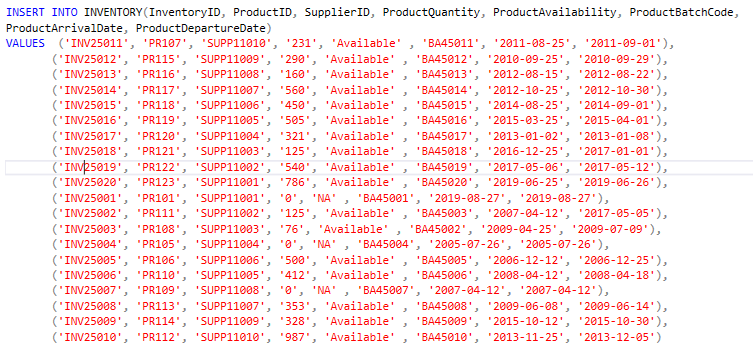 INSERT INTO INVENTORY(InventoryID, ProductID, SupplierID, ProductQuantity, ProductAvailability, ProductBatchCode,
ProductArrivalDate, ProductDepartureDate)
VALUES ('INV25011', 'PR107', 'SUPP11010', '231', 'Available' , 'BA45011', '2011-08-25', '2011-09-01'),
('INV25012', 'PR115', 'SUPP11009', '290', 'Available' , 'BA45012', '2010-09-25', '2010-09-29'),
('INV25013', 'PR116', 'SUPP11008', '160', 'Available' , 'BA45013', '2012-08-15', '2012-08-22'),
('INV25014', 'PR117', 'SUPP11007', '560', 'Available' , 'BA45014', '2012-10-25', '2012-10-30'),
('INV25015', 'PR118', 'SUPP11006', '450', 'Available' , 'BA45015', '2014-08-25', '2014-09-01'),
('INV25016', 'PR119', 'SUPP11005', '505', 'Available' , 'BA45016', '2015-03-25', '2015-04-01'),
('INV25017', 'PR120', 'SUPP11004', '321', 'Available' , 'BA45017', '2013-01-02', '2013-01-08'),
('INV25018', 'PR121', 'SUPP11003', '125', 'Available' , 'BA45018', '2016-12-25', '2017-01-01'),
('INV25019', 'PR122', 'SUPP11002', '540', 'Available' , 'BA45019', '2017-05-06', '2017-05-12'),
('INV25020', 'PR123', 'SUPP11001', '786', 'Available' , 'BA45020', '2019-06-25', '2019-06-26'),
('INV25001', 'PR101', 'SUPP11001', '0', 'NA' , 'BA45001', '2019-08-27', '2019-08-27'),
('INV25002', 'PR111', 'SUPP11002', '125', 'Available' , 'BA45003', '2007-04-12', '2017-05-05'),
('INV25003', 'PR108', 'SUPP11003', '76', 'Available' , 'BA45002', '2009-04-25', '2009-07-09'),
('INV25004', 'PR105', 'SUPP11004', '0', 'NA' , 'BA45004', '2005-07-26', '2005-07-26'),
('INV25005', 'PR106', 'SUPP11006', '500', 'Available' , 'BA45005', '2006-12-12', '2006-12-25'),
('INV25006', 'PR110', 'SUPP11005', '412', 'Available' , 'BA45006', '2008-04-12', '2008-04-18'),
('INV25007', 'PR109', 'SUPP11008', '0', 'NA' , 'BA45007', '2007-04-12', '2007-04-12'),
('INV25008', 'PR113', 'SUPP11007', '353', 'Available' , 'BA45008', '2009-06-08', '2009-06-14'),
('INV25009', 'PR114', 'SUPP11009', '328', 'Available' , 'BA45009', '2015-10-12', '2015-10-30'),
('INV25010', 'PR112', 'SUPP11010', '987', 'Available' , 'BA45010', '2013-11-25', '2013-12-05')